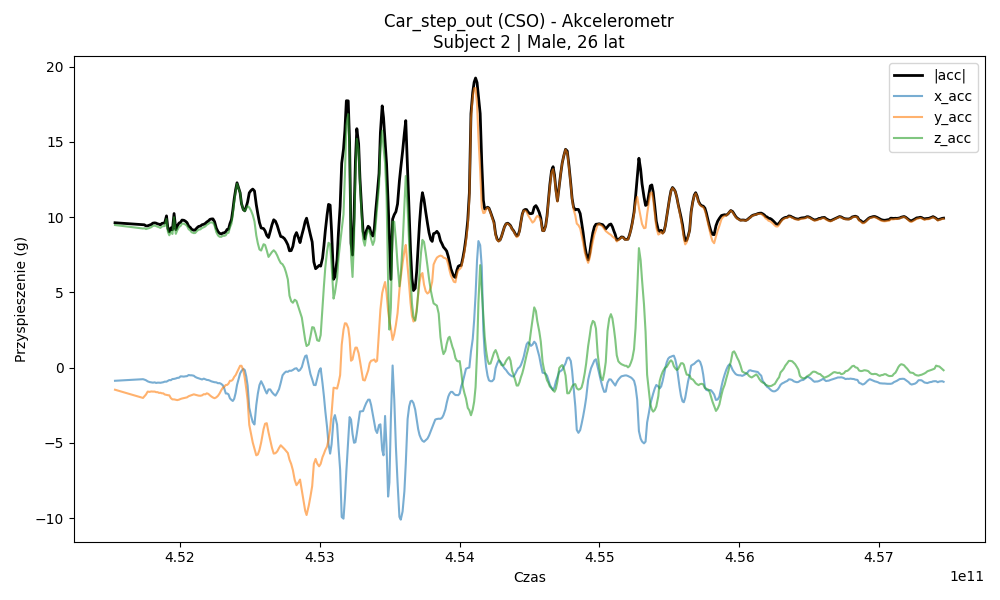 Car_step_out (CSO) - Akcelerometr
Subject 2 | Male, 26 lat
|acc|
x_acc
y_acc
z_acc
Przyspieszenie (g)
20
15
10
5
0
−5
−10
4.52
4.53
4.54
4.55
4.56
4.57
1e11
Czas